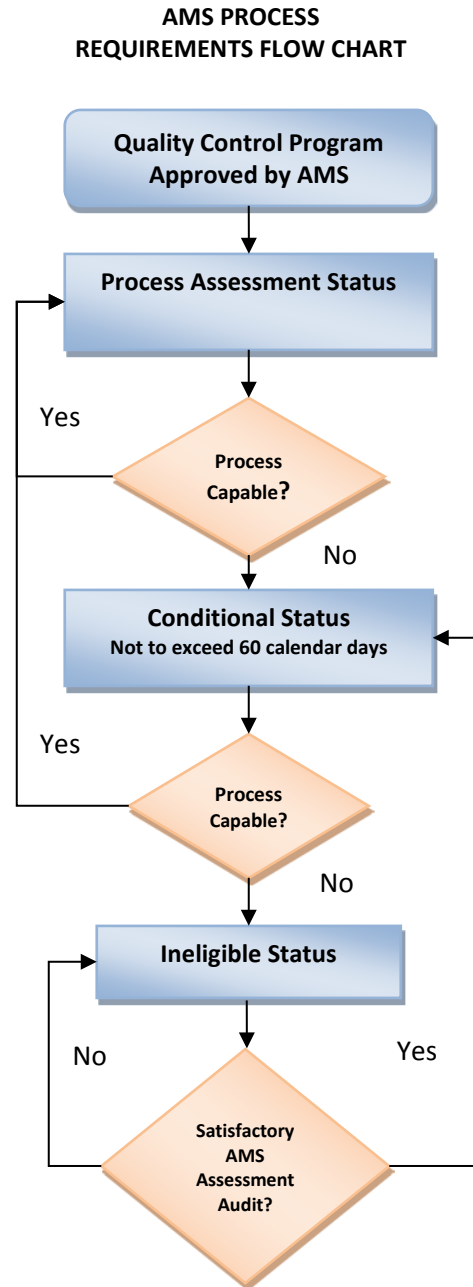 AMS PROCESS
REQUIREMENTS FLOW CHART
Quality Control Program
Approved by AMS
Process Assessment Status
Yes
Process
Capable?
No
Conditional Status
Not to exceed 60 calendar days
Yes
Process
Capable?
No
Ineligible Status
No
Yes
Satisfactory
AMS
Assessment
Audit?